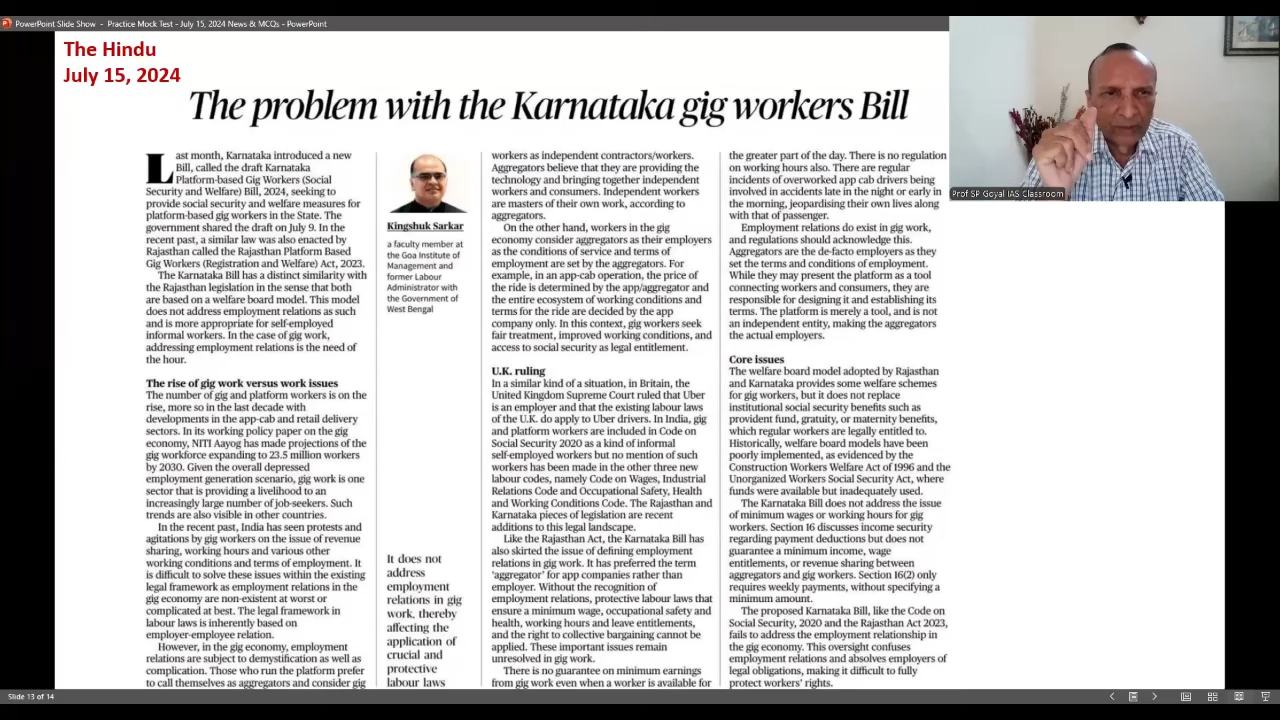 PowerPoint Slide Show - Practice Mock Test - July 15, 2024 News & MCQs - PowerPoint
The Hindu
July 15, 2024
The problem with the Karnataka gig workers Bill
Last month, Karnataka introduced a new
Bill, called the draft Karnataka
Platform-based Gig Workers (Social
Security and Welfare) Bill, 2024, seeking to
provide social security and welfare measures for
platform-based gig workers in the State. The
government shared the draft on July 9. In the
recent past, a similar law was also enacted by
Rajasthan called the Rajasthan Platform Based
Gig Workers (Registration and Welfare) Act, 2023.
The Karnataka Bill has a distinct similarity with
the Rajasthan legislation in the sense that both
are based on a welfare board model. This model
does not address employment relations as such
and is more appropriate for self-employed
informal workers. In the case of gig work,
addressing employment relations is the need of
the hour.
The rise of gig work versus work issues
The number of gig and platform workers is on the
rise, more so in the last decade with
developments in the app-cab and retail delivery
sectors. In its working policy paper on the gig
economy, NITI Aayog has made projections of the
gig workforce expanding to 23.5 million workers
by 2030. Given the overall depressed
employment generation scenario, gig work is one
sector that is providing a livelihood to an
increasingly large number of job-seekers. Such
trends are also visible in other countries.
In the recent past, India has seen protests and
agitations by gig workers on the issue of revenue
sharing, working hours and various other
working conditions and terms of employment. It
is difficult to solve these issues within the existing
legal framework as employment relations in the
gig economy are non-existent at worst or
complicated at best. The legal framework in
labour laws is inherently based on
employer-employee relation.
However, in the gig economy, employment
relations are subject to demystification as well as
complication. Those who run the platform prefer
to call themselves as aggregators and consider gig
Kingshuk Sarkar
a faculty member at
the Goa Institute of
Management and
former Labour
Administrator with
the Government of
West Bengal
It does not
address
employment
relations in gig
work, thereby
affecting the
application of
crucial and
protective
labour laws
workers as independent contractors/workers.
Aggregators believe that they are providing the
technology and bringing together independent
workers and consumers. Independent workers
are masters of their own work, according to
aggregators.
On the other hand, workers in the gig
economy consider aggregators as their employers
as the conditions of service and terms of
employment are set by the aggregators. For
example, in an app-cab operation, the price of
the ride is determined by the app/aggregator and
the entire ecosystem of working conditions and
terms for the ride are decided by the app
company only. In this context, gig workers seek
fair treatment, improved working conditions, and
access to social security as legal entitlement.
U.K. ruling
In a similar kind of a situation, in Britain, the
United Kingdom Supreme Court ruled that Uber
is an employer and that the existing labour laws
of the U.K. do apply to Uber drivers. In India, gig
and platform workers are included in Code on
Social Security 2020 as a kind of informal
self-employed workers but no mention of such
workers has been made in the other three new
labour codes, namely Code on Wages, Industrial
Relations Code and Occupational Safety, Health
and Working Conditions Code. The Rajasthan and
Karnataka pieces of legislation are recent
additions to this legal landscape.
Like the Rajasthan Act, the Karnataka Bill has
also skirted the issue of defining employment
relations in gig work. It has preferred the term
'aggregator' for app companies rather than
employer. Without the recognition of
employment relations, protective labour laws that
ensure a minimum wage, occupational safety and
health, working hours and leave entitlements,
and the right to collective bargaining cannot be
applied. These important issues remain
unresolved in gig work.
There is no guarantee on minimum earnings
from gig work even when a worker is available for
the greater part of the day. There is no regulation
on working hours also. There are regular
incidents of overworked app cab drivers being
involved in accidents late in the night or early in
the morning, jeopardising their own lives along
with that of passenger.
Employment relations do exist in gig work,
and regulations should acknowledge this.
Aggregators are the de-facto employers as they
set the terms and conditions of employment.
While they may present the platform as a tool
connecting workers and consumers, they are
responsible for designing it and establishing its
terms. The platform is merely a tool, and is not
an independent entity, making the aggregators
the actual employers.
Core issues
The welfare board model adopted by Rajasthan
and Karnataka provides some welfare schemes
for gig workers, but it does not replace
institutional social security benefits such as
provident fund, gratuity, or maternity benefits,
which regular workers are legally entitled to.
Historically, welfare board models have been
poorly implemented, as evidenced by the
Construction Workers Welfare Act of 1996 and the
Unorganized Workers Social Security Act, where
funds were available but inadequately used.
The Karnataka Bill does not address the issue
of minimum wages or working hours for gig
workers. Section 16 discusses income security
regarding payment deductions but does not
guarantee a minimum income, wage
entitlements, or revenue sharing between
aggregators and gig workers. Section 16(2) only
requires weekly payments, without specifying a
minimum amount.
The proposed Karnataka Bill, like the Code on
Social Security, 2020 and the Rajasthan Act 2023,
fails to address the employment relationship in
the gig economy. This oversight confuses
employment relations and absolves employers of
legal obligations, making it difficult to fully
protect workers' rights.
Prof SP Goyal IAS Classroom
Slide 13 of 14